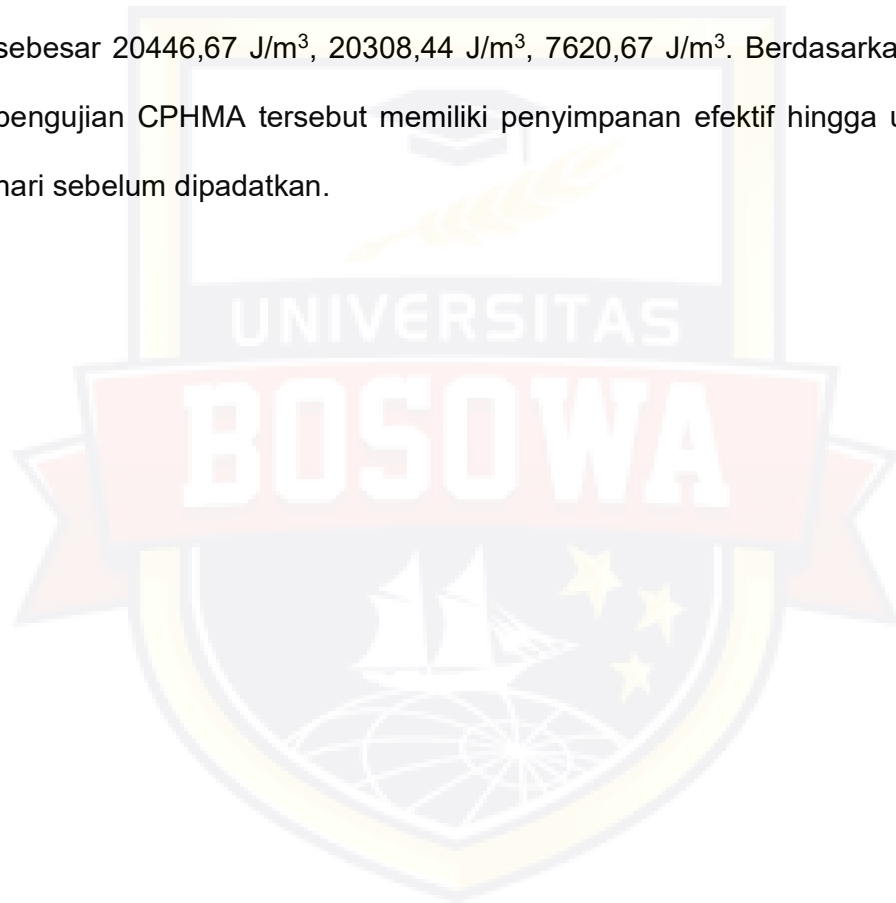 sebesar 20446,67 J/m³, 20308,44 J/m³, 7620,67 J/m³. Berdasarka
pengujian CPHMA tersebut memiliki penyimpanan efektif hingga u
hari sebelum dipadatkan.
UNIVERSITAS
BOSOWA